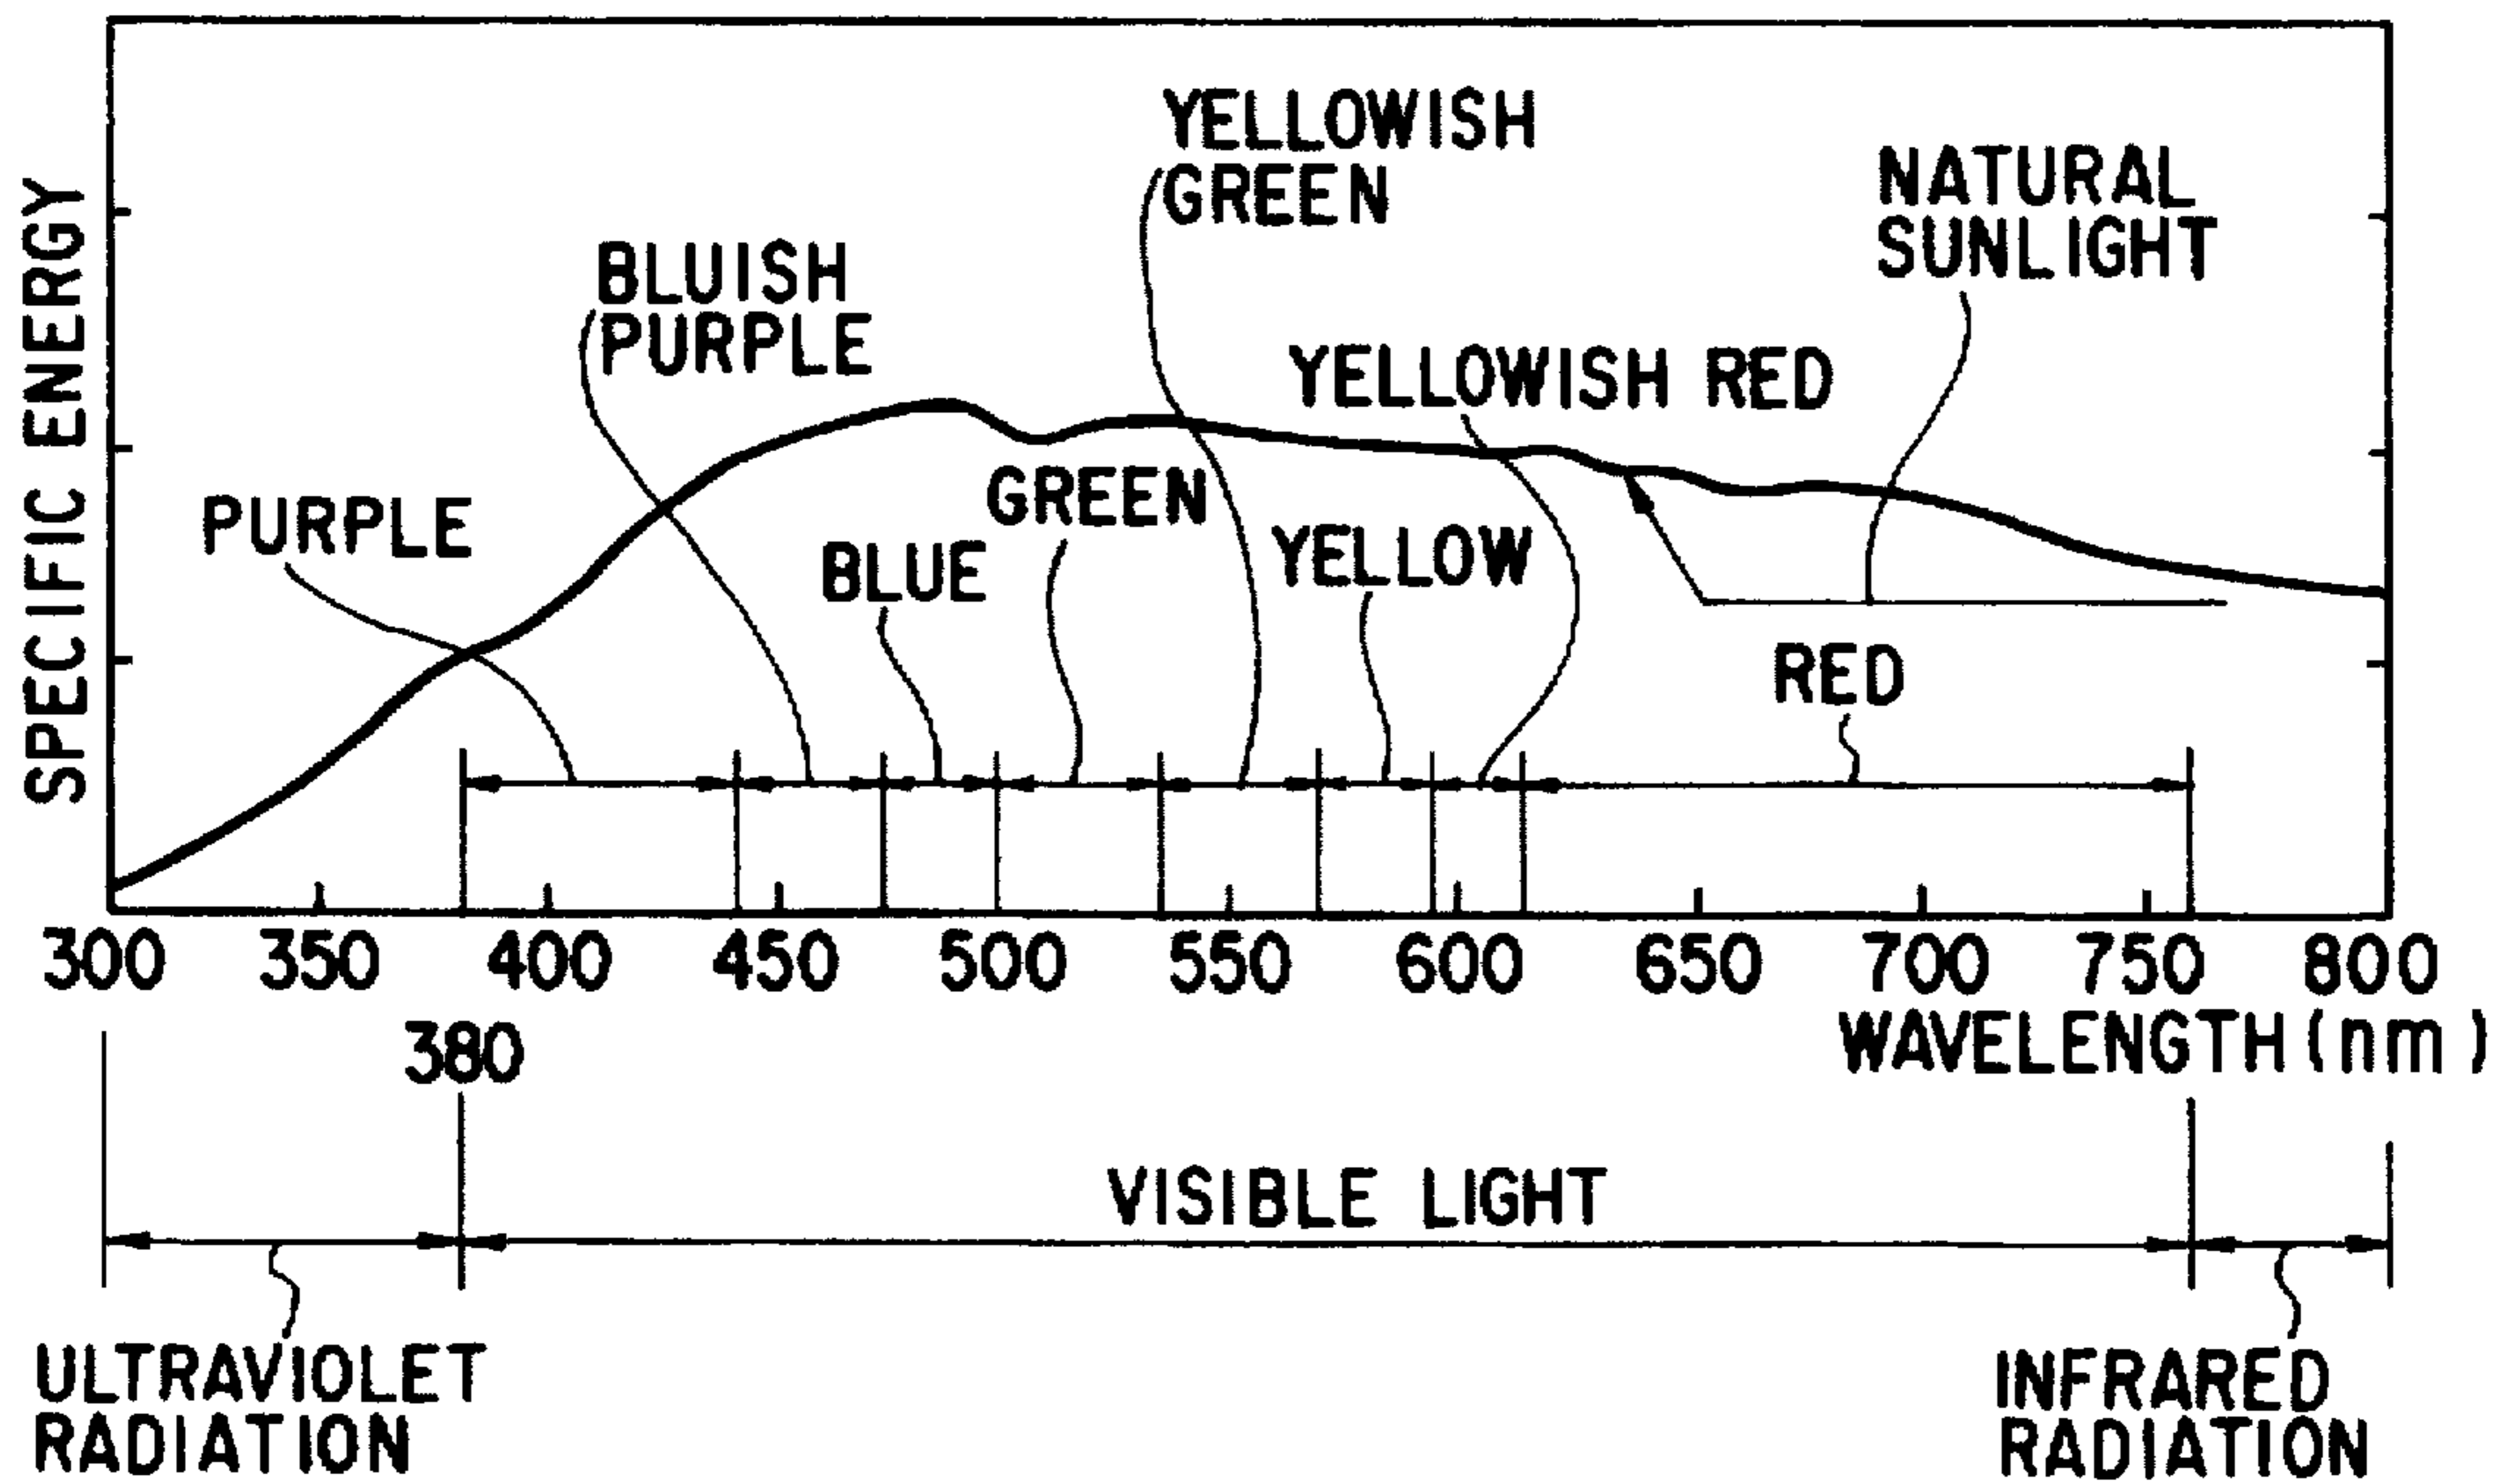 YELLOWISH
GREEN
NATURAL
SUNLIGHT
BLUISH
PURPLE
YELLOWISH RED
SPECIFIC ENERGY
PURPLE
GREEN
BLUE
YELLOW
RED
300 350 400 450 500 550 600 650 700 750 800
380
WAVELENGTH (nm)
VISIBLE LIGHT
ULTRAVIOLET
RADIATION
INFRARED
RADIATION